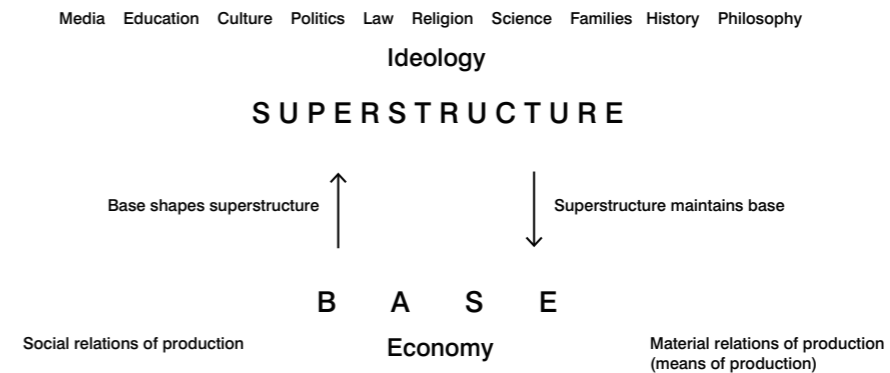 Media Education Culture Politics Law Religion Science Families History Philosophy
Ideology
SUPERSTRUCTURE
Base shapes superstructure
Superstructure maintains base
BASE
Social relations of production
Economy
Material relations of production
(means of production)